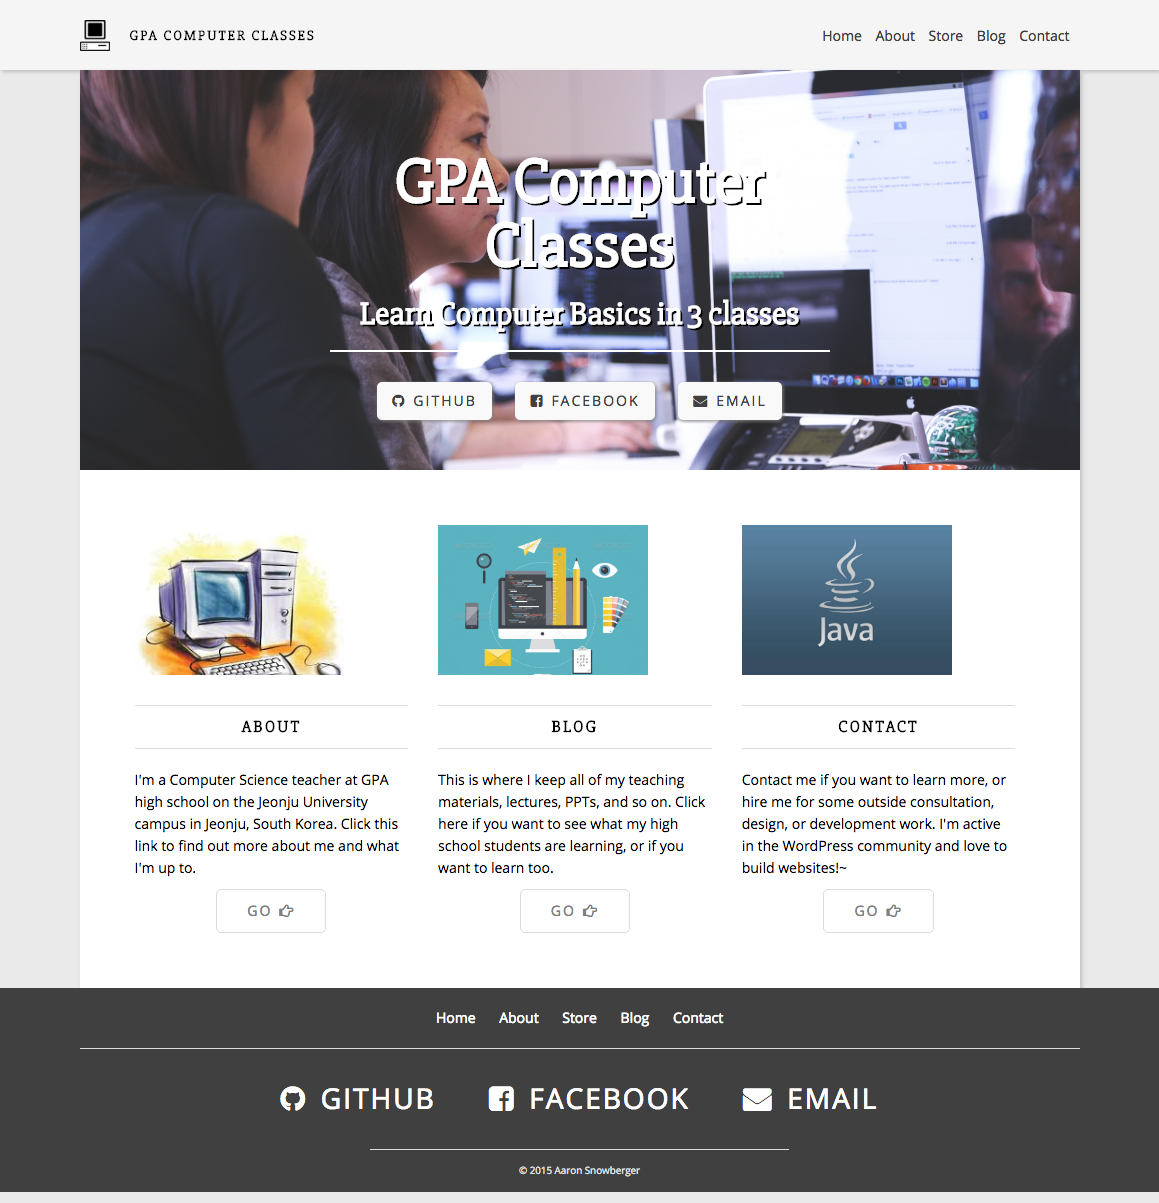 GPA COMPUTER CLASSES
Home About Store Blog Contact
GPA Computer
Classes
Learn Computer Basics in 3 classes
GITHUB FACEBOOK EMAIL
Java
ABOUT
I'm a Computer Science teacher at GPA
high school on the Jeonju University
campus in Jeonju, South Korea. Click this
link to find out more about me and what
I'm up to.
GO
BLOG
This is where I keep all of my teaching
materials, lectures, PPTs, and so on. Click
here if you want to see what my high
school students are learning, or if you
want to learn too.
GO
CONTACT
Contact me if you want to learn more, or
hire me for some outside consultation,
design, or development work. I'm active
in the WordPress community and love to
build websites!~
GO
Home About Store Blog Contact
GITHUB FACEBOOK EMAIL
© 2015 Aaron Snowberger